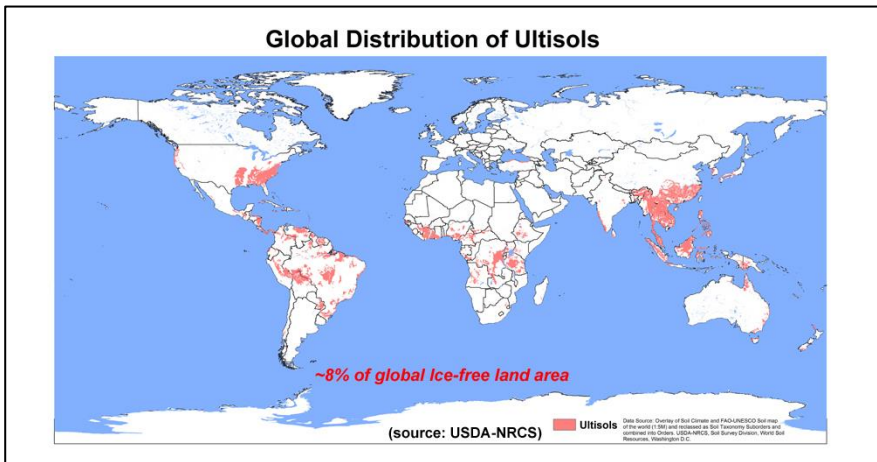 Global Distribution of Ultisols
~8% of global Ice-free land area
(source: USDA-NRCS)
Ultisols
Data Source: Overlay of Soil Climate and FAO-UNESCO Soil map
of the world (1:5M) and reclassed as Soil Taxonomy Suborders and
combined into Orders. USDA-NRCS, Soil Survey Division, World Soil
Resources, Washington D.C.